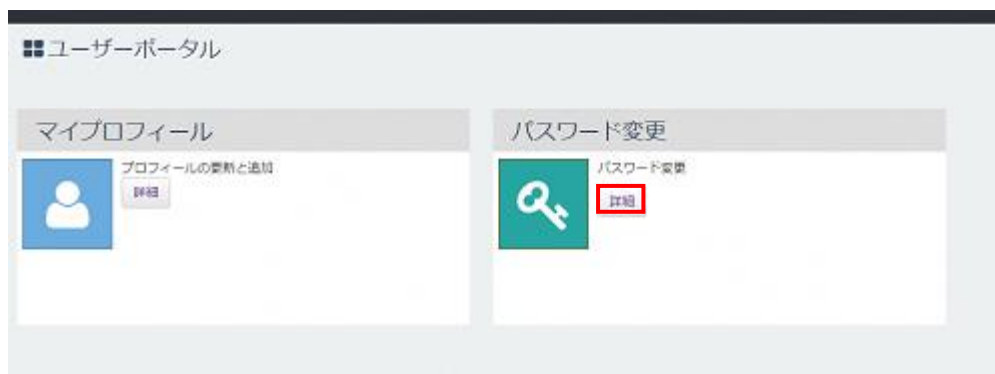 ユーザーポータル
マイプロフィール
プロフィールの更新と追加
詳細
パスワード変更
パスワード変更
詳細